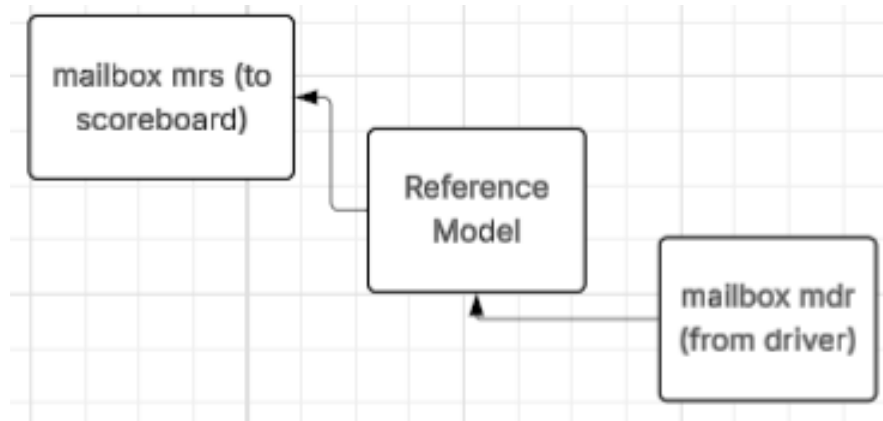 mailbox mrs (to
scoreboard)
Reference
Model
mailbox mdr
(from driver)